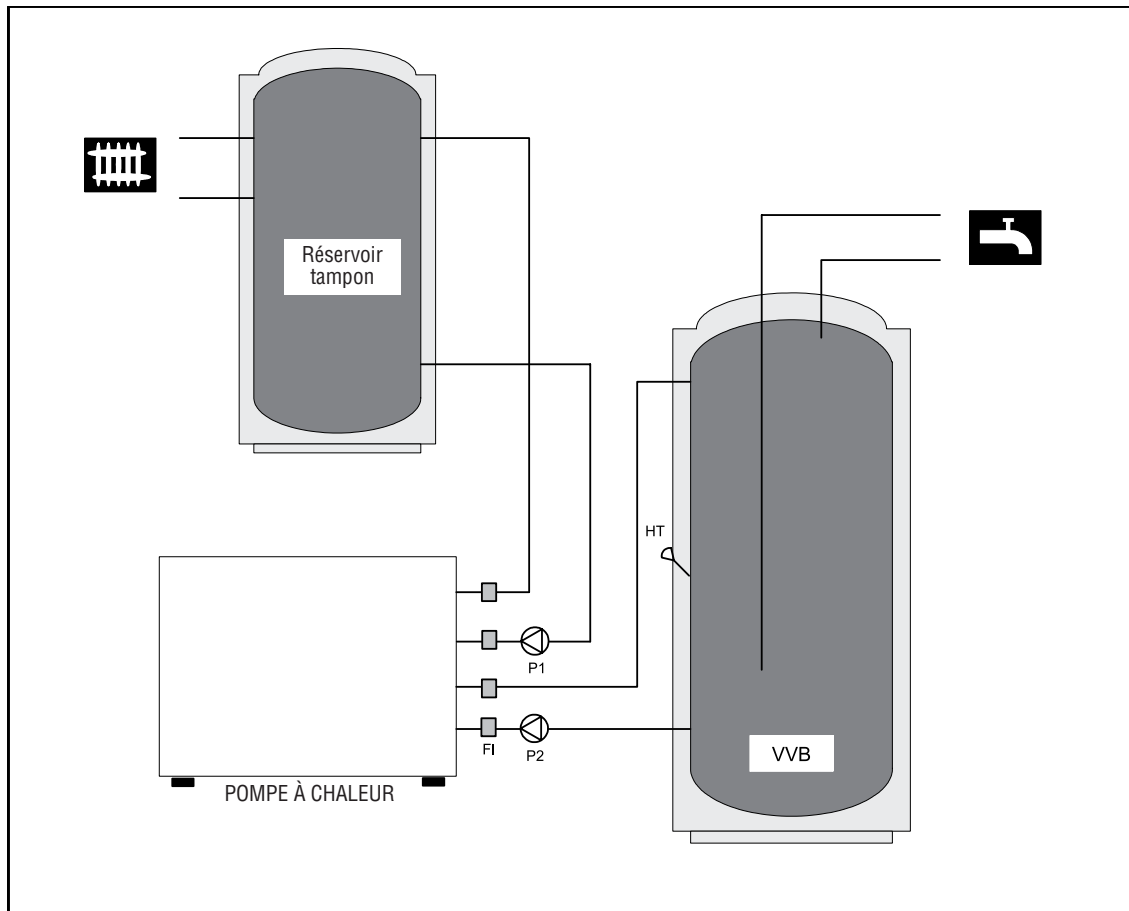 Réservoir
tampon
HT
P1
FI
P2
VVB
POMPE À CHALEUR